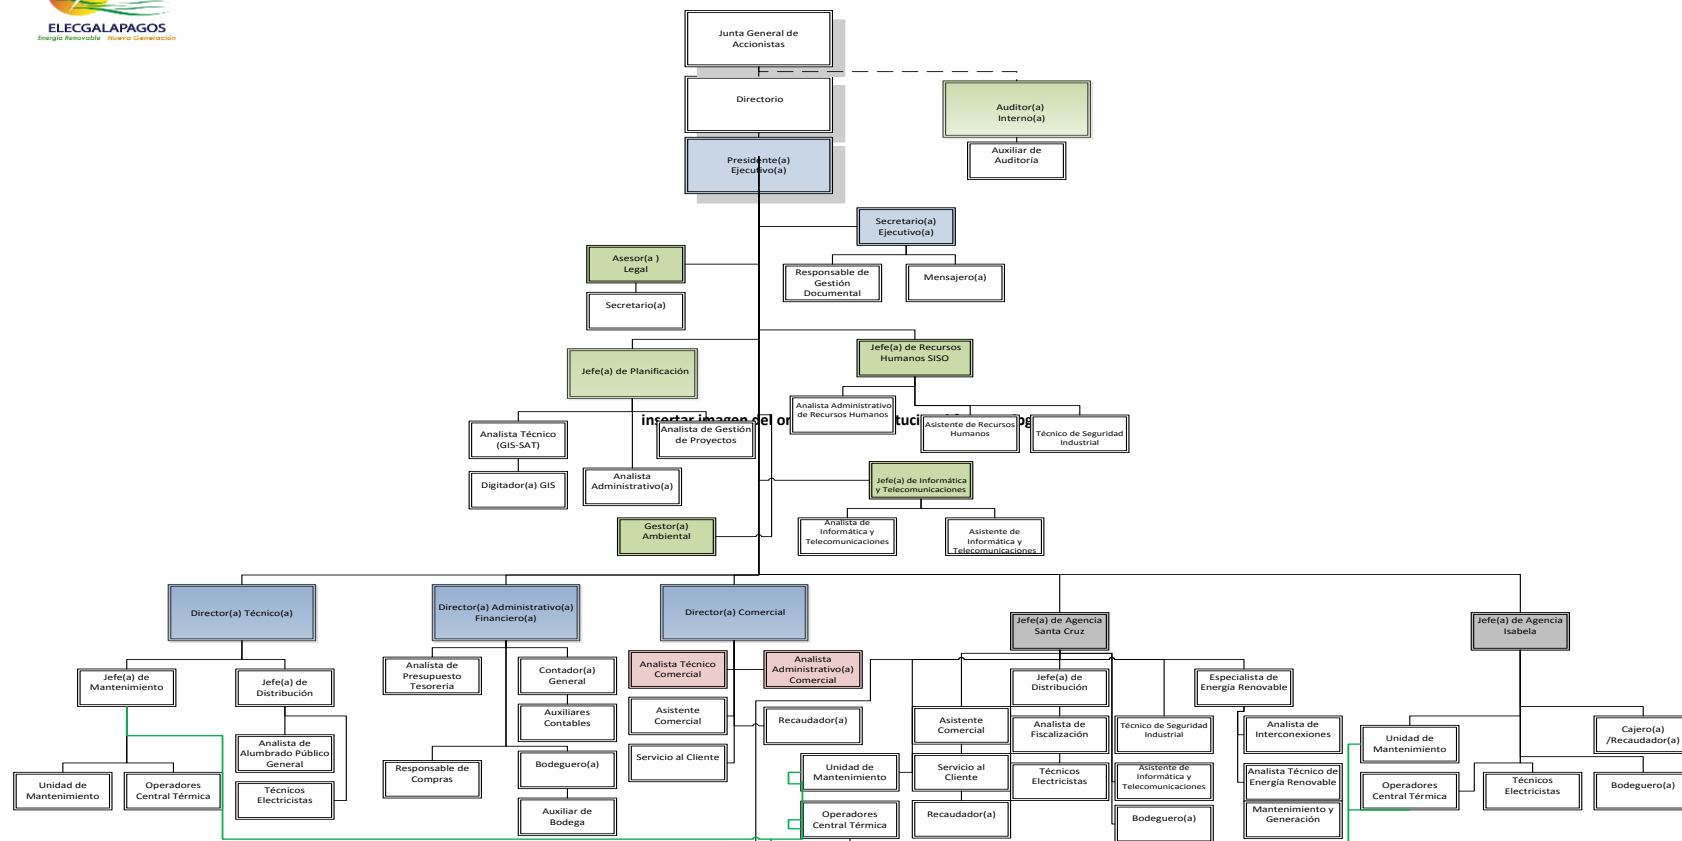 ELECGALAPAGOS
Energía Renovable Nueva Generación
Junta General de
Accionistas
Directorio
Auditor(a)
Interno(a)
Auxiliar de
Auditoría
Presidente(a)
Ejecutivo(a)
Secretario(a)
Ejecutivo(a)
Responsable de
Gestión
Documental
Mensajero(a)
Asesor(a )
Legal
Secretario(a)
Jefe(a) de Planificación
Jefe(a) de Recursos
Humanos SISO
insertar imagen del
Analista Administrativo
de Recursos Humanos
Asistente de Recursos
Humanos
Técnico de Seguridad
Industrial
Analista Técnico
(GIS-SAT)
Analista de Gestión
de Proyectos
Digitador(a) GIS
Analista
Administrativo(a)
Jefe(a) de Informática
y Telecomunicaciones
Analista de
Informática y
Telecomunicaciones
Asistente de
Informática y
Telecomunicaciones
Gestor(a)
Ambiental
Director(a) Técnico(a)
Director(a) Administrativo(a)
Financiero(a)
Director(a) Comercial
Jefe(a) de Agencia
Santa Cruz
Jefe(a) de Agencia
Isabela
Jefe(a) de
Mantenimiento
Jefe(a) de
Distribución
Analista de
Alumbrado Público
General
Unidad de
Mantenimiento
Operadores
Central Térmica
Técnicos
Electricistas
Analista de
Presupuesto
Tesoreria
Contador(a)
General
Auxiliares
Contables
Responsable de
Compras
Bodeguero(a)
Auxiliar de
Bodega
Analista Técnico
Comercial
Analista
Administrativo(a)
Comercial
Asistente
Comercial
Recaudador(a)
Servicio al Cliente
Unidad de
Mantenimiento
Operadores
Central Térmica
Asistente
Comercial
Servicio al
Cliente
Recaudador(a)
Jefe(a) de
Distribución
Analista de
Fiscalización
Técnicos
Electricistas
Técnico de Seguridad
Industrial
Asistente de
Informática y
Telecomunicaciones
Bodeguero(a)
Especialista de
Energía Renovable
Analista de
Interconexiones
Analista Técnico de
Energía Renovable
Mantenimiento y
Generación
Unidad de
Mantenimiento
Operadores
Central Térmica
Técnicos
Electricistas
Cajero(a)
/Recaudador(a)
Bodeguero(a)